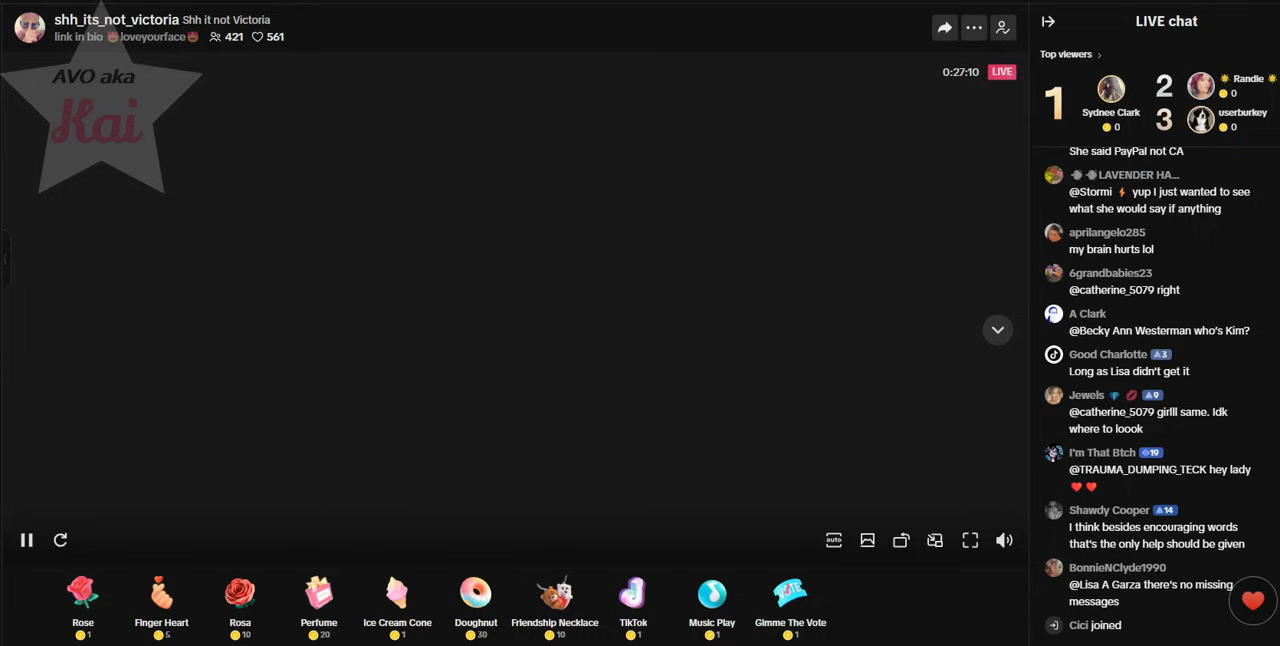 shh_its_not_victoria Shh it not Victoria
link in bio 😍loveyourface😍 421 561
AVO aka
Kai
0:27:10 LIVE
LIVE chat
Top viewers
1
Sydnee Clark
0
2
Randle
0
3
userburkey
0
She said PayPal not CA
LAVENDER HA...
@Stormi ⚡ yup I just wanted to see
what she would say if anything
aprilangelo285
my brain hurts lol
6grandbabies23
@catherine_5079 right
A Clark
@Becky Ann Westerman who's Kim?
Good Charlotte 3
Long as Lisa didn't get it
Jewels 💎 💋 9
@catherine_5079 girlll same. Idk
where to loook
I'm That Btch 19
@TRAUMA_DUMPING_TECK hey lady
❤️ ❤️
Shawdy Cooper 14
I think besides encouraging words
that's the only help should be given
BonnieNClyde1990
@Lisa A Garza there's no missing
messages
Cici joined
auto
Rose
1
Finger Heart
5
Rosa
10
Perfume
20
Ice Cream Cone
1
Doughnut
30
Friendship Necklace
10
TikTok
1
Music Play
1
Gimme The Vote
1